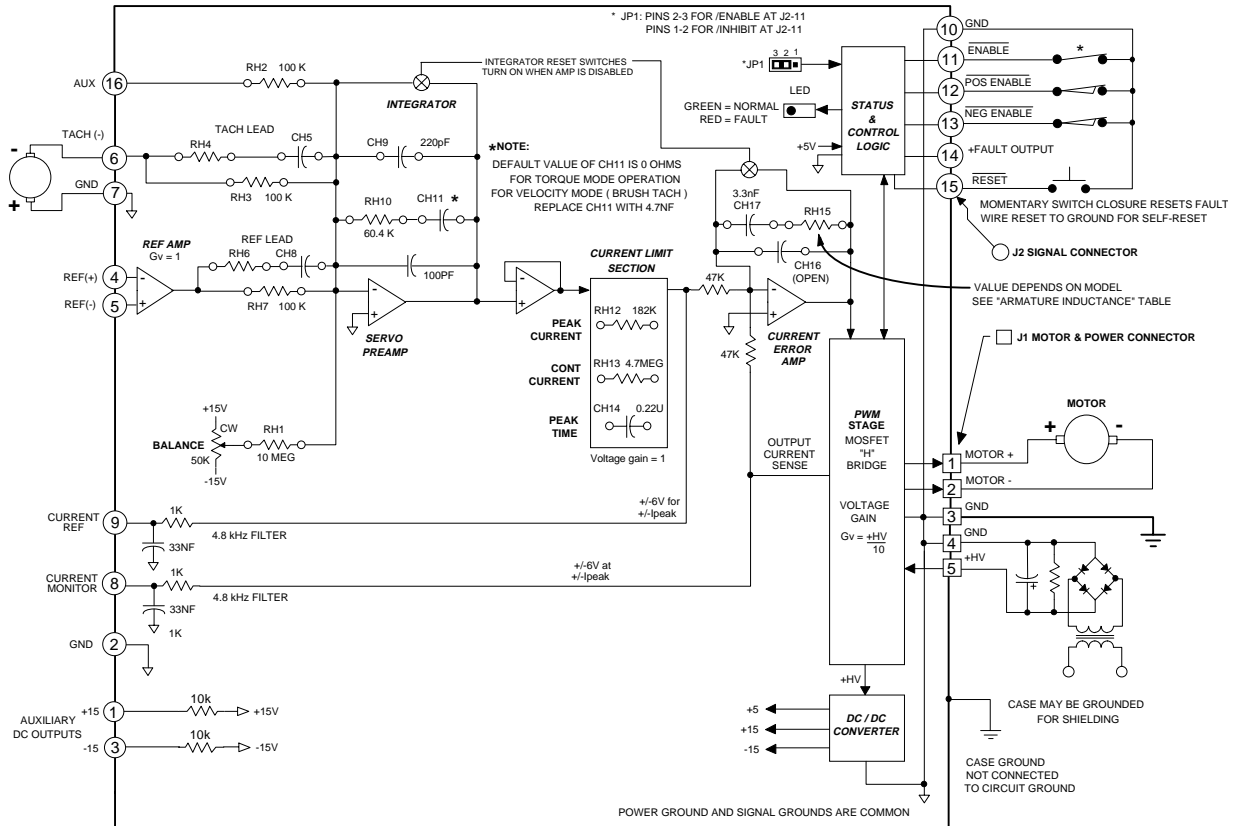 * JP1: PINS 2-3 FOR /ENABLE AT J2-11
PINS 1-2 FOR /INHIBIT AT J2-11
10 GND
11 ENABLE
*
12 POS ENABLE
13 NEG ENABLE
14 +FAULT OUTPUT
15 RESET
MOMENTARY SWITCH CLOSURE RESETS FAULT
WIRE RESET TO GROUND FOR SELF-RESET
J2 SIGNAL CONNECTOR
3 2 1
*JP1
LED
GREEN = NORMAL
RED = FAULT
STATUS
&
CONTROL
LOGIC
+5V
INTEGRATOR RESET SWITCHES
TURN ON WHEN AMP IS DISABLED
INTEGRATOR
AUX 16
RH2 100 K
TACH (-)
6
GND
7
-
+
TACH LEAD
RH4
CH5
RH3 100 K
CH9 220pF
RH10
60.4 K
CH11 *
100PF
*NOTE:
DEFAULT VALUE OF CH11 IS 0 OHMS
FOR TORQUE MODE OPERATION
FOR VELOCITY MODE ( BRUSH TACH )
REPLACE CH11 WITH 4.7NF
REF AMP
Gv = 1
REF(+) 4
REF(-) 5
-
+
REF LEAD
RH6 CH8
RH7 100 K
-
+
SERVO
PREAMP
-
+
CURRENT LIMIT
SECTION
PEAK
CURRENT
RH12 182K
CONT
CURRENT
RH13 4.7MEG
PEAK
TIME
CH14 0.22U
Voltage gain = 1
47K
47K
3.3nF
CH17
RH15
CH16
(OPEN)
-
+
CURRENT
ERROR
AMP
VALUE DEPENDS ON MODEL
SEE "ARMATURE INDUCTANCE" TABLE
J1 MOTOR & POWER CONNECTOR
PWM
STAGE
MOSFET
"H"
BRIDGE
VOLTAGE
GAIN
Gv = +HV
10
OUTPUT
CURRENT
SENSE
MOTOR
+ -
1 MOTOR +
2 MOTOR -
3 GND
4 GND
5 +HV
+
+15V
CW
BALANCE
50K
-15V
RH1
10 MEG
CURRENT
REF
9
1K
33NF
4.8 kHz FILTER
+/-6V for
+/-Ipeak
CURRENT
MONITOR
8
1K
33NF
1K
4.8 kHz FILTER
+/-6V at
+/-Ipeak
GND 2
AUXILIARY
DC OUTPUTS
+15 1
10k
+15V
-15 3
10k
-15V
+HV
+5
+15
-15
DC / DC
CONVERTER
CASE MAY BE GROUNDED
FOR SHIELDING
CASE GROUND
NOT CONNECTED
TO CIRCUIT GROUND
POWER GROUND AND SIGNAL GROUNDS ARE COMMON